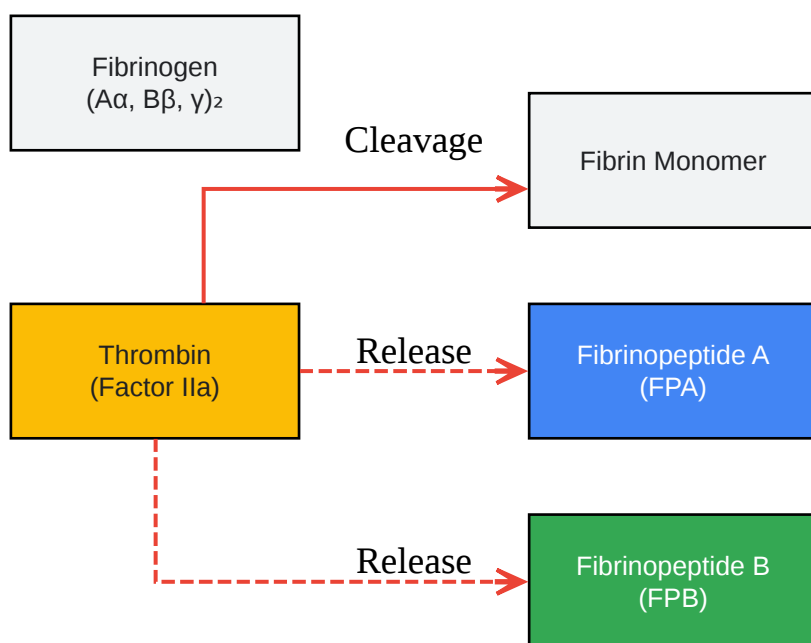 Fibrinogen
(Aα, Bβ, γ)₂
Cleavage
Fibrin Monomer
Thrombin
(Factor IIa)
Release
Fibrinopeptide A
(FPA)
Release
Fibrinopeptide B
(FPB)